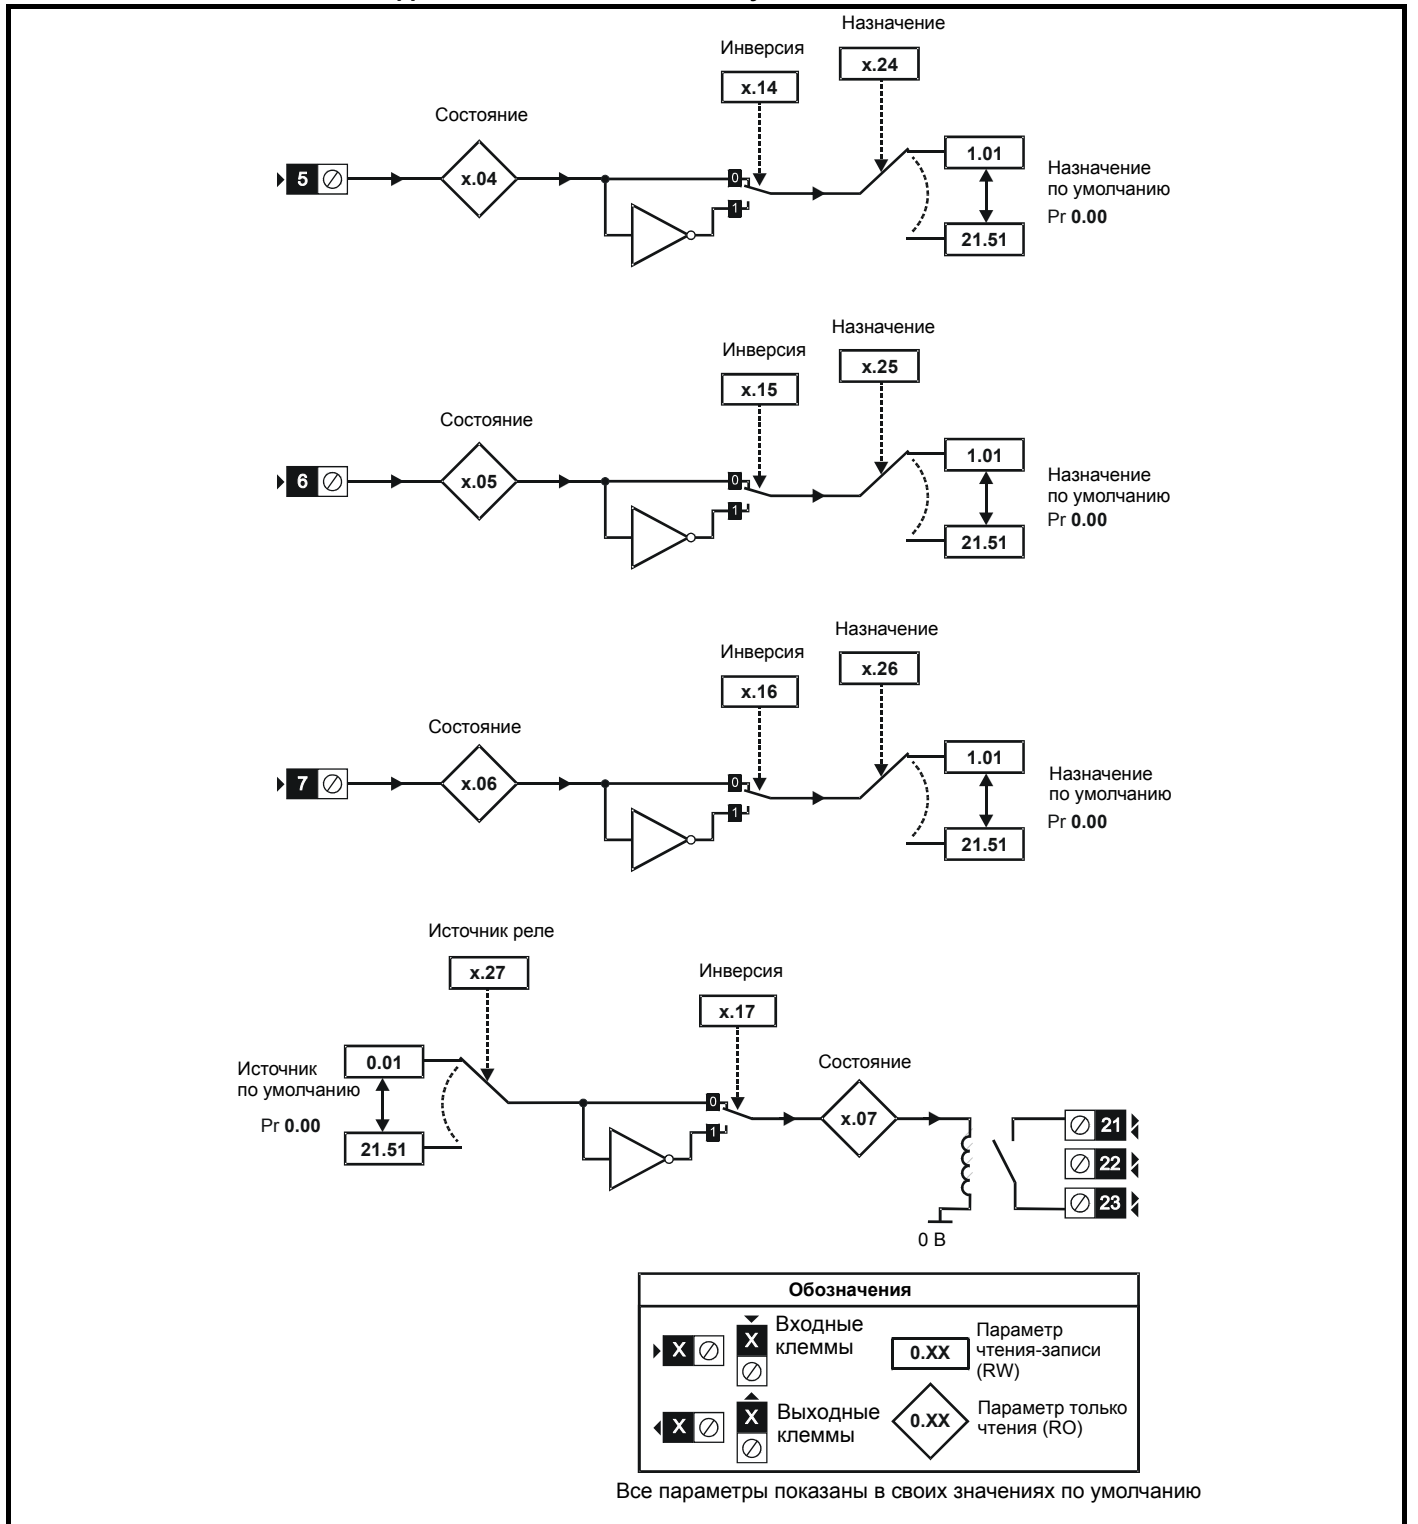 Назначение
Инверсия
x.24
x.14
Состояние
1.01
5
x.04
0
Назначение
по умолчанию
1
Pr 0.00
21.51
Назначение
Инверсия
x.25
x.15
Состояние
1.01
6
x.05
0
Назначение
по умолчанию
1
Pr 0.00
21.51
Назначение
Инверсия
x.26
x.16
Состояние
1.01
7
x.06
0
Назначение
по умолчанию
1
Pr 0.00
21.51
Источник реле
x.27
Инверсия
x.17
Источник
по умолчанию
0.01
Состояние
Pr 0.00
0
x.07
21
1
21.51
22
23
0 В
Обозначения
X
X
Входные
клеммы
0.XX
Параметр
чтения-записи
(RW)
X
X
Выходные
клеммы
0.XX
Параметр только
чтения (RO)
Все параметры показаны в своих значениях по умолчанию